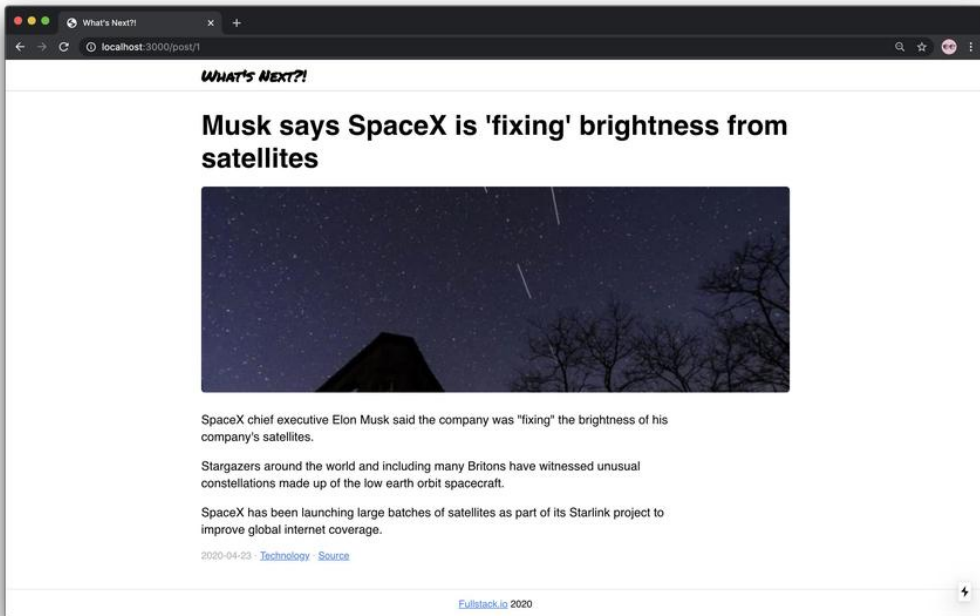 What's Next?!
localhost:3000/post/1
What's Next?!
Musk says SpaceX is 'fixing' brightness from
satellites
SpaceX chief executive Elon Musk said the company was "fixing" the brightness of his
company's satellites.
Stargazers around the world and including many Britons have witnessed unusual
constellations made up of the low earth orbit spacecraft.
SpaceX has been launching large batches of satellites as part of its Starlink project to
improve global internet coverage.
2020-04-23 · Technology · Source
Fullstack.io 2020